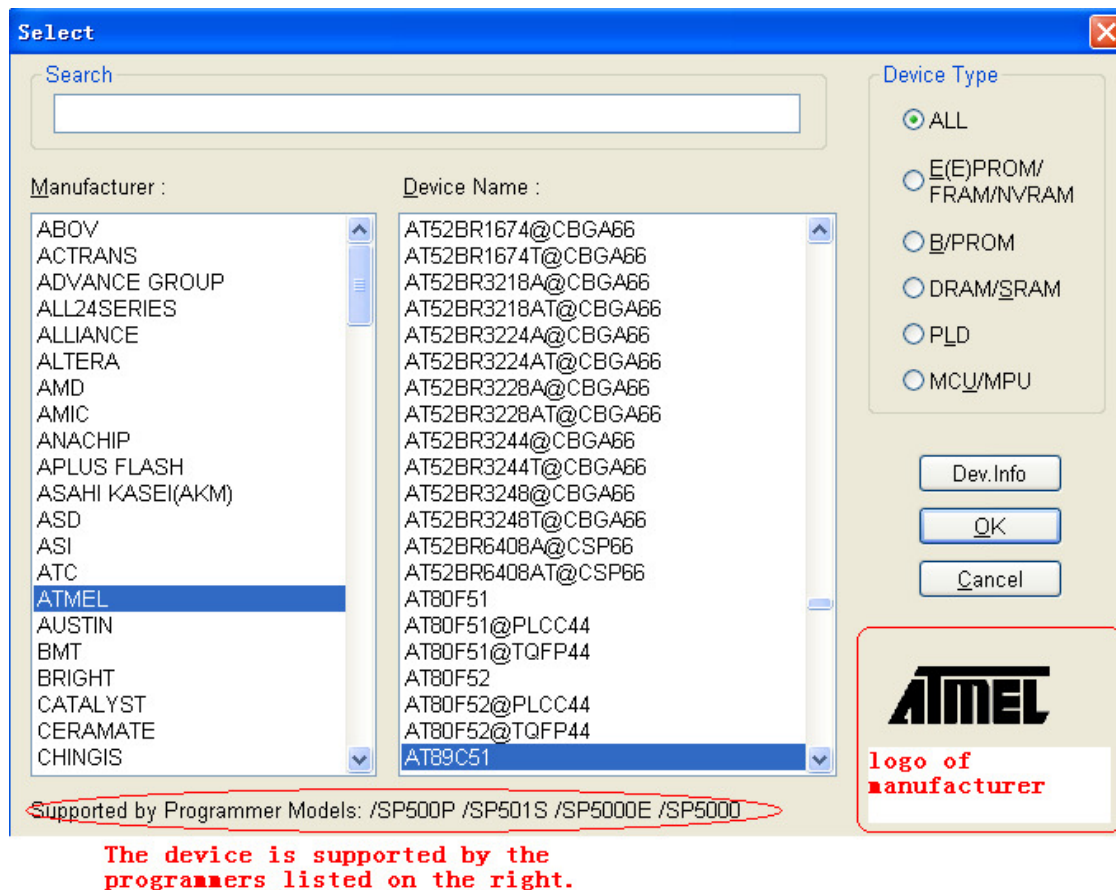 Select
Search
Device Type
ALL
E(E)PROM/
FRAM/NVRAM
B/PROM
DRAM/SRAM
PLD
MCU/MPU
Manufacturer :
ABOV
ACTRANS
ADVANCE GROUP
ALL24SERIES
ALLIANCE
ALTERA
AMD
AMIC
ANACHIP
APLUS FLASH
ASAHI KASEI(AKM)
ASD
ASI
ATC
ATMEL
AUSTIN
BMT
BRIGHT
CATALYST
CERAMATE
CHINGIS
Device Name :
AT52BR1674@CBGA66
AT52BR1674T@CBGA66
AT52BR3218A@CBGA66
AT52BR3218AT@CBGA66
AT52BR3224A@CBGA66
AT52BR3224AT@CBGA66
AT52BR3228A@CBGA66
AT52BR3228AT@CBGA66
AT52BR3244@CBGA66
AT52BR3244T@CBGA66
AT52BR3248@CBGA66
AT52BR3248T@CBGA66
AT52BR6408A@CSP66
AT52BR6408AT@CSP66
AT80F51
AT80F51@PLCC44
AT80F51@TQFP44
AT80F52
AT80F52@PLCC44
AT80F52@TQFP44
AT89C51
Dev.Info
OK
Cancel
ATMEL
logo of
manufacturer
Supported by Programmer Models: /SP500P /SP501S /SP5000E /SP5000
The device is supported by the
programmers listed on the right.